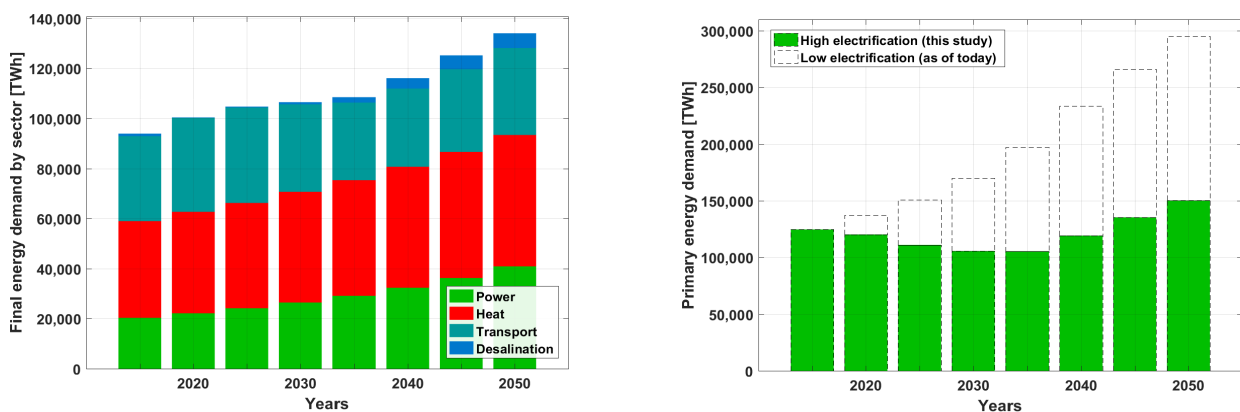 Final energy demand by sector [TWh]
140,000
120,000
100,000
80,000
60,000
40,000
20,000
0
Power
Heat
Transport
Desalination
2020 2030 2040 2050
Years
Primary energy demand [TWh]
300,000
250,000
200,000
150,000
100,000
50,000
0
High electrification (this study)
Low electrification (as of today)
2020 2030 2040 2050
Years